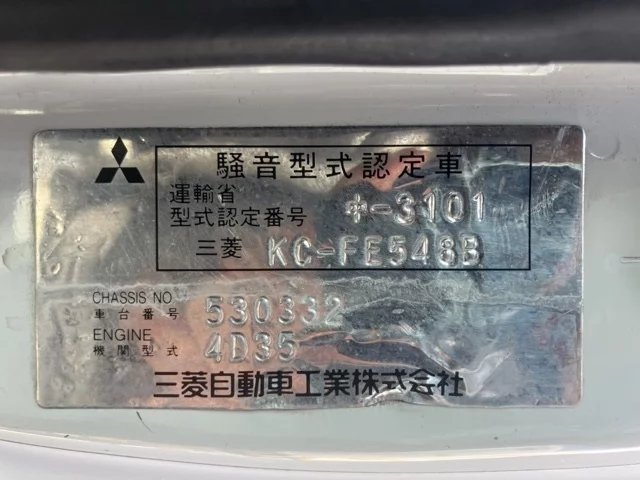 騒音型式認定車
運輸省
型式認定番号 キ-3101
三菱 KC-FE548B
CHASSIS NO
車台番号 530332
ENGINE
機関型式 4D35
三菱自動車工業株式会社